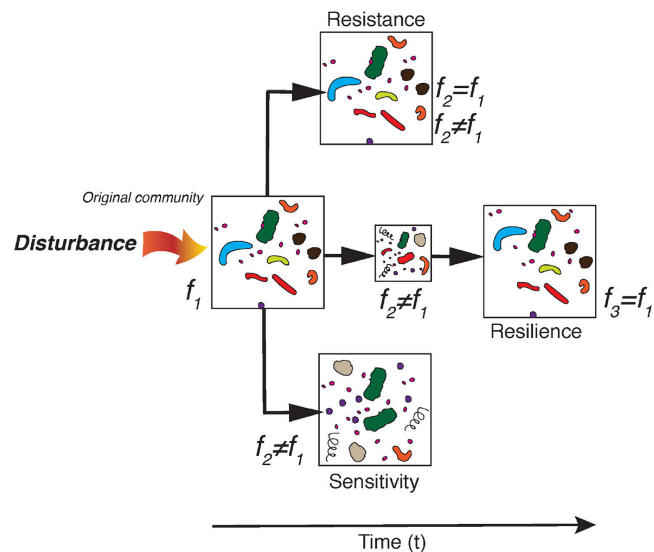 Resistance
f₂=f₁
f₂≠f₁
Original community
Disturbance
f₁
f₂≠f₁
f₃=f₁
Resilience
f₂≠f₁
Sensitivity
Time (t)